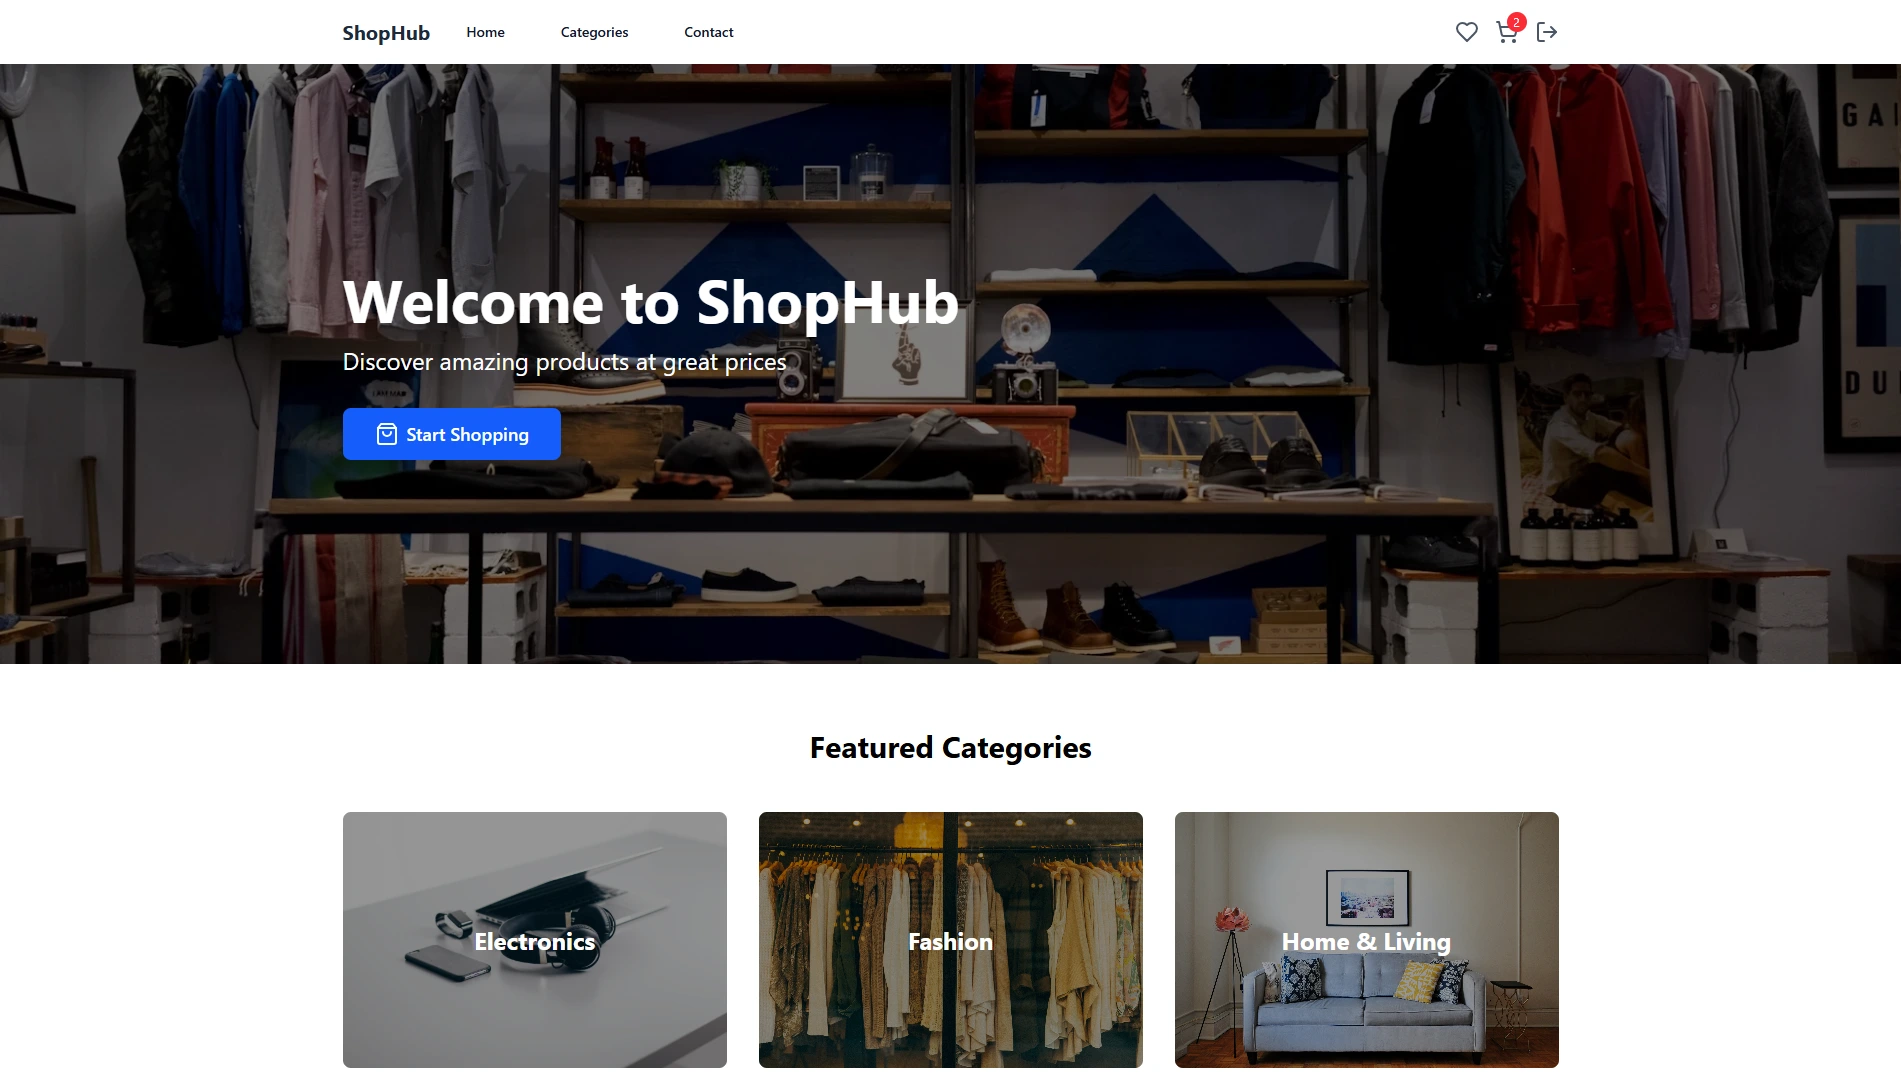 ShopHub
Home
Categories
Contact
2
GA
DU
Welcome to ShopHub
Discover amazing products at great prices
Start Shopping
Featured Categories
Electronics
Fashion
Home & Living